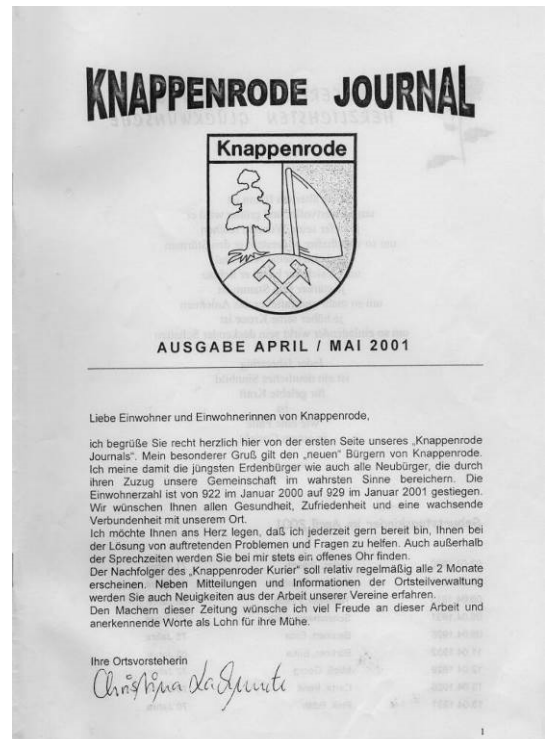 KNAPPENRODE JOURNAL
Knappenrode
AUSGABE APRIL / MAI 2001
Liebe Einwohner und Einwohnerinnen von Knappenrode,
ich begrüße Sie recht herzlich hier von der ersten Seite unseres „Knappenrode
Journals“. Mein besonderer Gruß gilt den „neuen“ Bürgern von Knappenrode.
Ich meine damit die jüngsten Erdenbürger wie auch alle Neubürger, die durch
ihren Zuzug unsere Gemeinschaft im wahrsten Sinne bereichern. Die
Einwohnerzahl ist von 922 im Januar 2000 auf 929 im Januar 2001 gestiegen.
Wir wünschen Ihnen allen Gesundheit, Zufriedenheit und eine wachsende
Verbundenheit mit unserem Ort.
Ich möchte Ihnen ans Herz legen, daß ich jederzeit gern bereit bin, Ihnen bei
der Lösung von auftretenden Problemen und Fragen zu helfen. Auch außerhalb
der Sprechzeiten werden Sie bei mir stets ein offenes Ohr finden.
Der Nachfolger des „Knappenroder Kurier“ soll relativ regelmäßig alle 2 Monate
erscheinen. Neben Mitteilungen und Informationen der Ortsteilverwaltung
werden Sie auch Neuigkeiten aus der Arbeit unserer Vereine erfahren.
Den Machern dieser Zeitung wünsche ich viel Freude an dieser Arbeit und
anerkennende Worte als Lohn für ihre Mühe.
Ihre Ortsvorsteherin
Christina
1